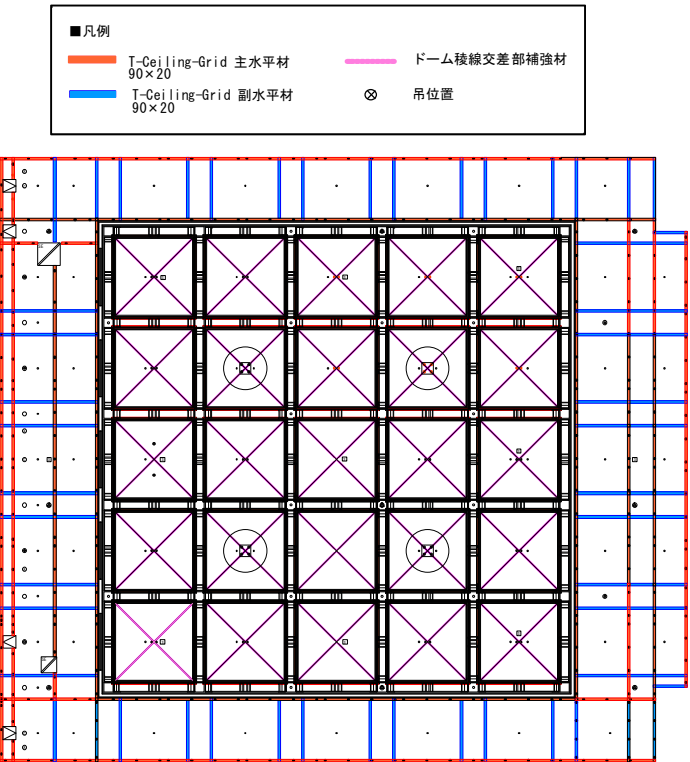 ■凡例
T-Ceiling-Grid 主水平材
90×20
ドーム稜線交差部補強材
T-Ceiling-Grid 副水平材
90×20
吊位置